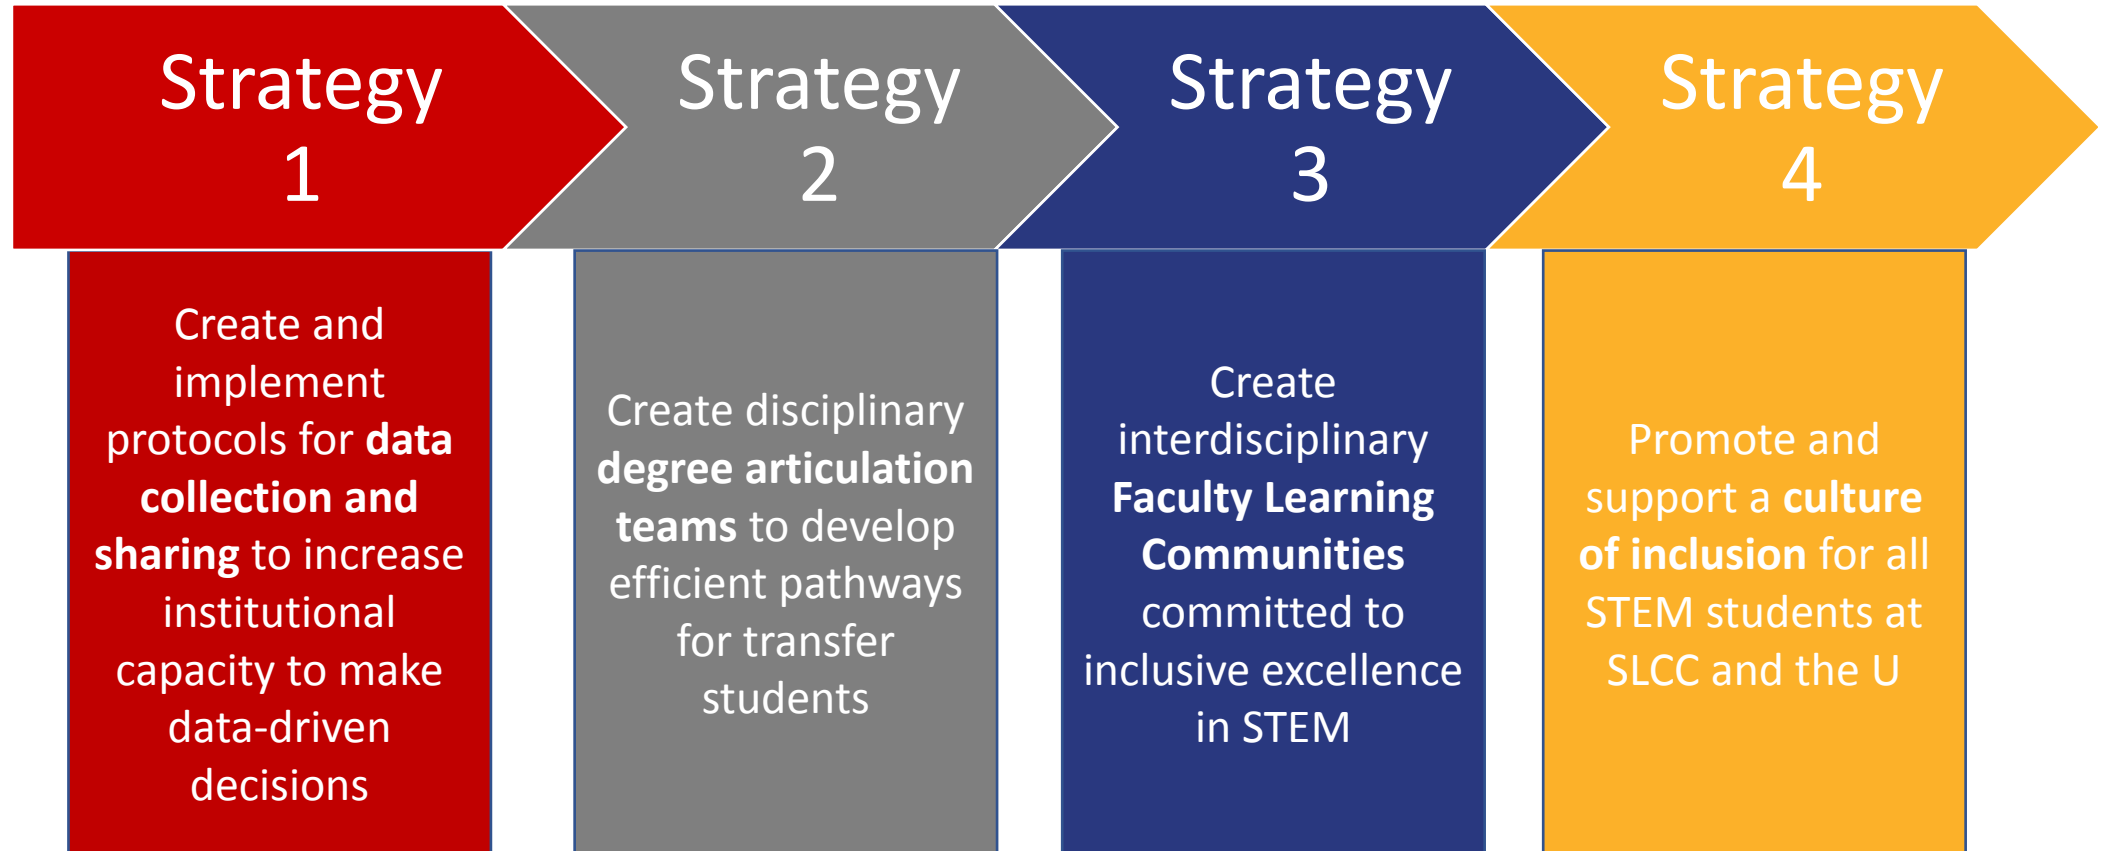 Strategy
1
Strategy
2
Strategy
3
Strategy
4
Create and
implement
protocols for data
collection and
sharing to increase
institutional
capacity to make
data-driven
decisions
Create disciplinary
degree articulation
teams to develop
efficient pathways
for transfer
students
Create
interdisciplinary
Faculty Learning
Communities
committed to
inclusive excellence
in STEM
Promote and
support a culture
of inclusion for all
STEM students at
SLCC and the U